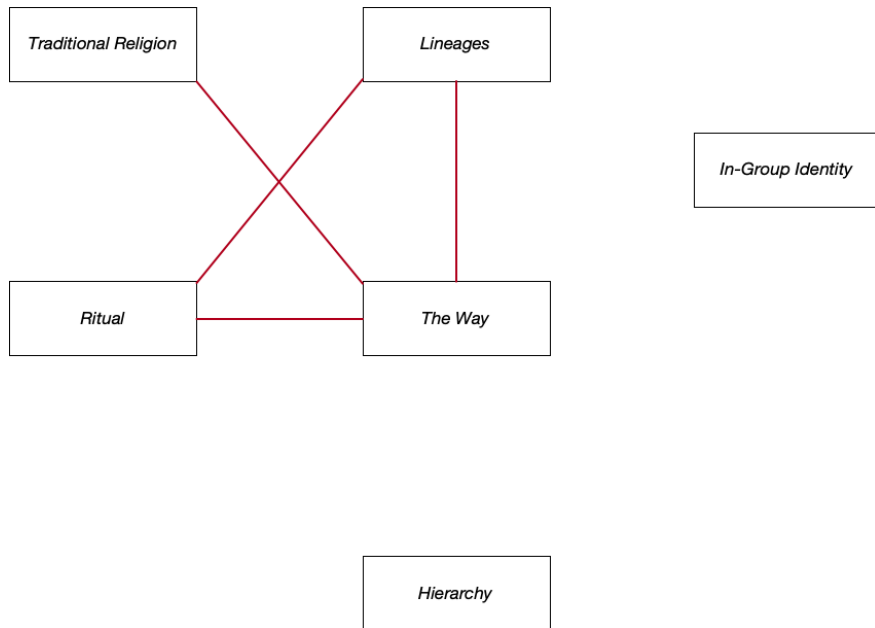 Traditional Religion
Lineages
In-Group Identity
Ritual
The Way
Hierarchy